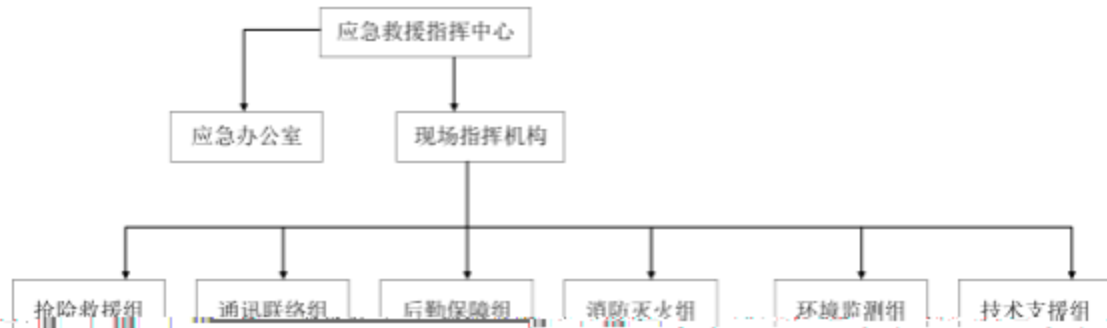 应急救援指挥中心
应急办公室
现场指挥机构
抢险救援组
通讯联络组
后勤保障组
消防灭火组
环境监测组
技术支援组